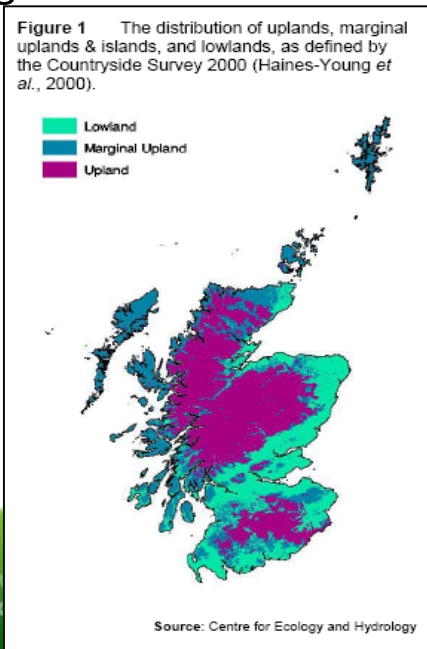 Figure 1 The distribution of uplands, marginal
uplands & islands, and lowlands, as defined by
the Countryside Survey 2000 (Haines-Young et
al., 2000).
Lowland
Marginal Upland
Upland
Source: Centre for Ecology and Hydrology